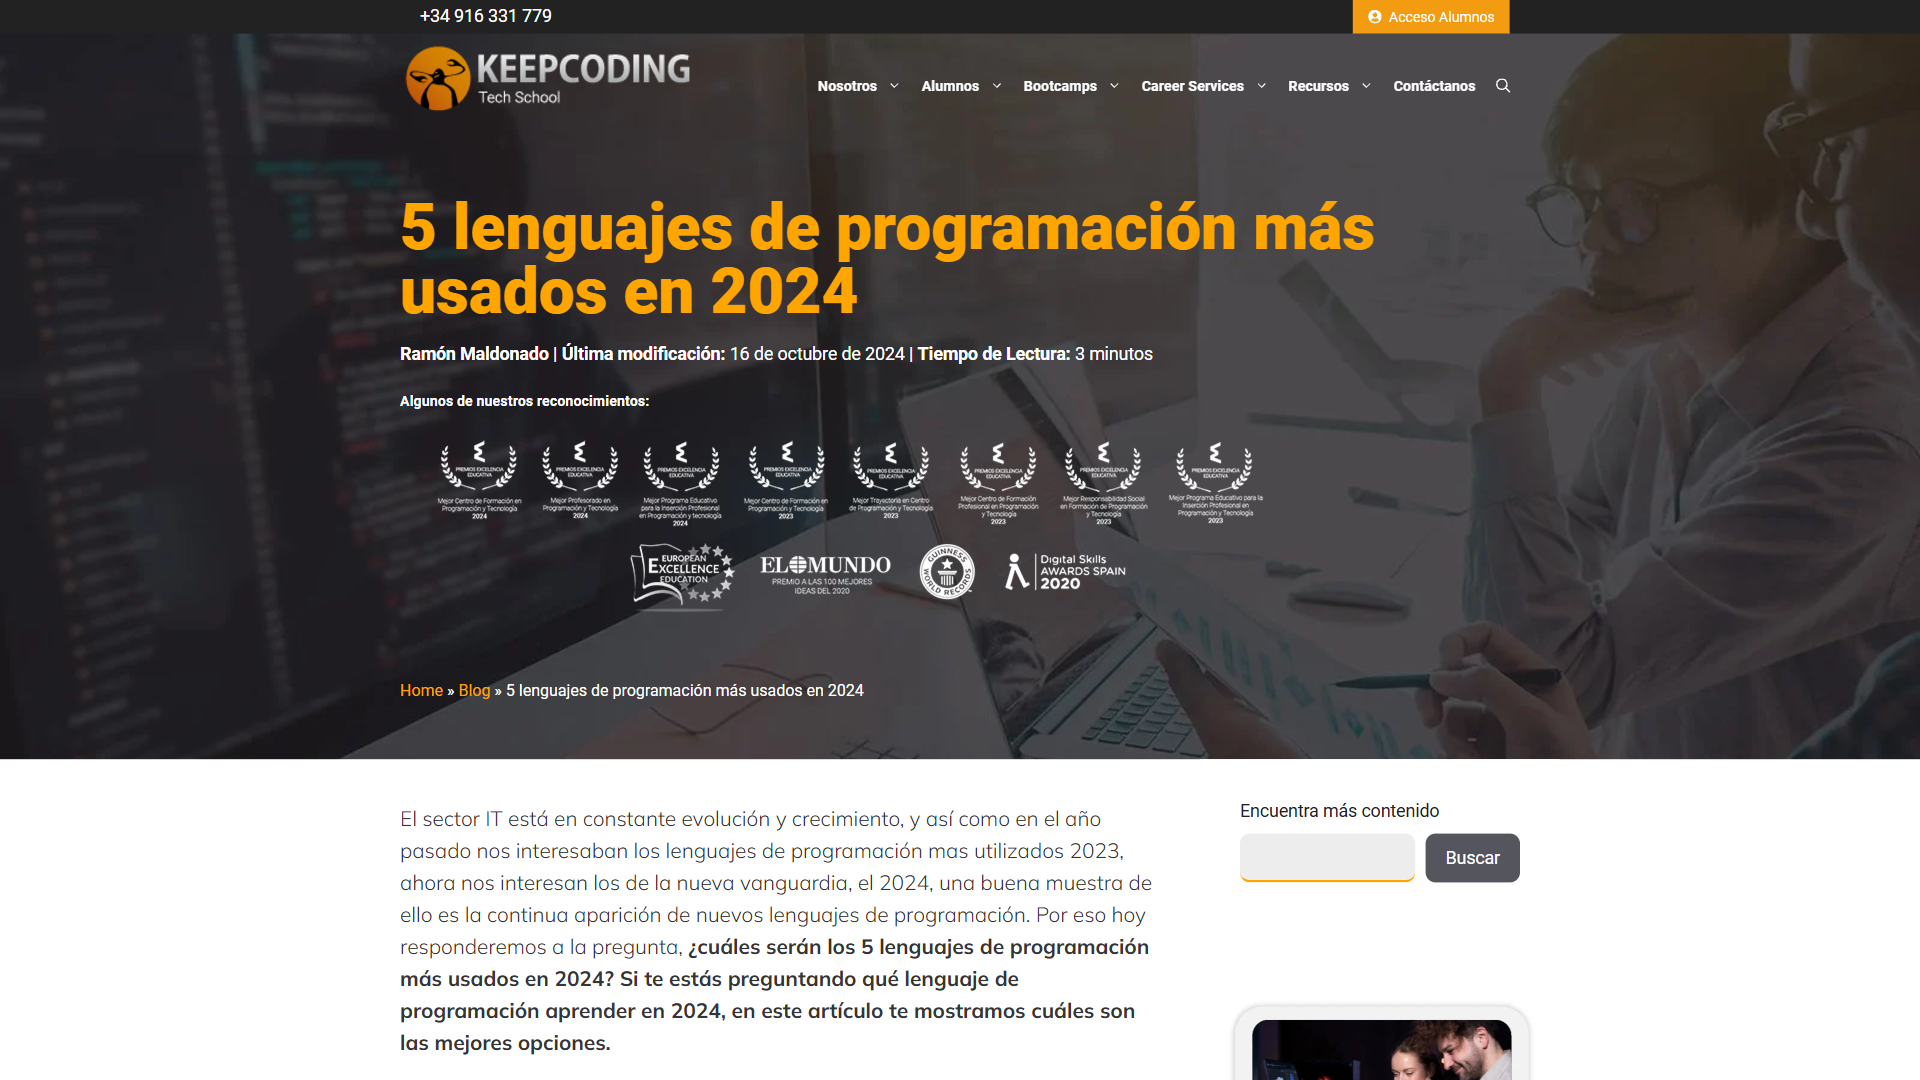 +34 916 331 779
Acceso Alumnos
KEEPCODING
Tech School
Nosotros
Alumnos
Bootcamps
Career Services
Recursos
Contáctanos
5 lenguajes de programación más
usados en 2024
Ramón Maldonado | Última modificación: 16 de octubre de 2024 | Tiempo de Lectura: 3 minutos
Algunos de nuestros reconocimientos:
PREMIOS EXCELENCIA
EDUCATIVA
Mejor Centro de Formación en
Programación y Tecnología
2024
PREMIOS EXCELENCIA
EDUCATIVA
Mejor Profesorado en
Programación y Tecnología
2024
PREMIOS EXCELENCIA
EDUCATIVA
Mejor Programa Educativo
para la Inserción Profesional
en Programación y tecnología
2024
PREMIOS EXCELENCIA
EDUCATIVA
Mejor Centro de Formación en
Programación y Tecnología
2023
PREMIOS EXCELENCIA
EDUCATIVA
Mejor Trayectoria en Centro
de Programación y Tecnología
2023
PREMIOS EXCELENCIA
EDUCATIVA
Mejor Centro de Formación
Profesional en Programación
y Tecnología
2023
PREMIOS EXCELENCIA
EDUCATIVA
Mejor Responsabilidad Social
en Formación de Programación
y Tecnología
2023
PREMIOS EXCELENCIA
EDUCATIVA
Mejor Programa Educativo para la
Inserción Profesional en
Programación y Tecnología
2023
EUROPEAN
EXCELLENCE
EDUCATION
EL MUNDO
PREMIO A LAS 100 MEJORES
IDEAS DEL 2020
GUINNESS
WORLD RECORDS
Digital Skills
AWARDS SPAIN
2020
Home » Blog » 5 lenguajes de programación más usados en 2024
El sector IT está en constante evolución y crecimiento, y así como en el año
pasado nos interesaban los lenguajes de programación mas utilizados 2023,
ahora nos interesan los de la nueva vanguardia, el 2024, una buena muestra de
ello es la continua aparición de nuevos lenguajes de programación. Por eso hoy
responderemos a la pregunta, ¿cuáles serán los 5 lenguajes de programación
más usados en 2024? Si te estás preguntando qué lenguaje de
programación aprender en 2024, en este artículo te mostramos cuáles son
las mejores opciones.
Encuentra más contenido
Buscar